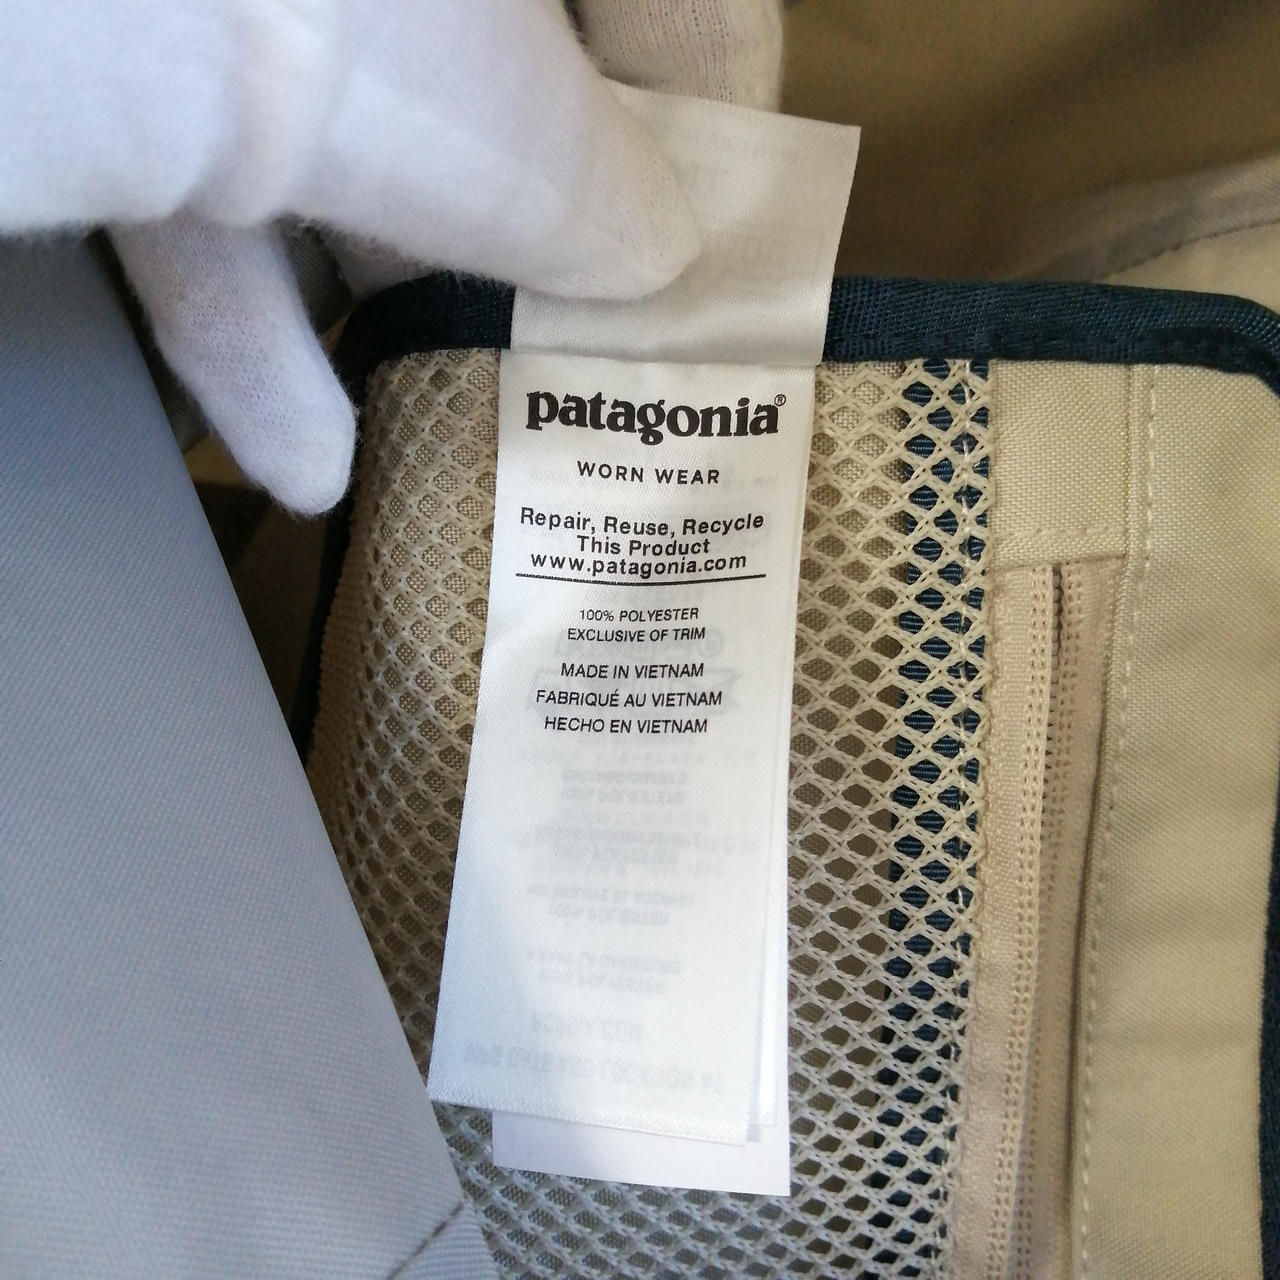 patagonia®
WORN WEAR
Repair, Reuse, Recycle
This Product
www.patagonia.com
100% POLYESTER
EXCLUSIVE OF TRIM
MADE IN VIETNAM
FABRIQUÉ AU VIETNAM
HECHO EN VIETNAM